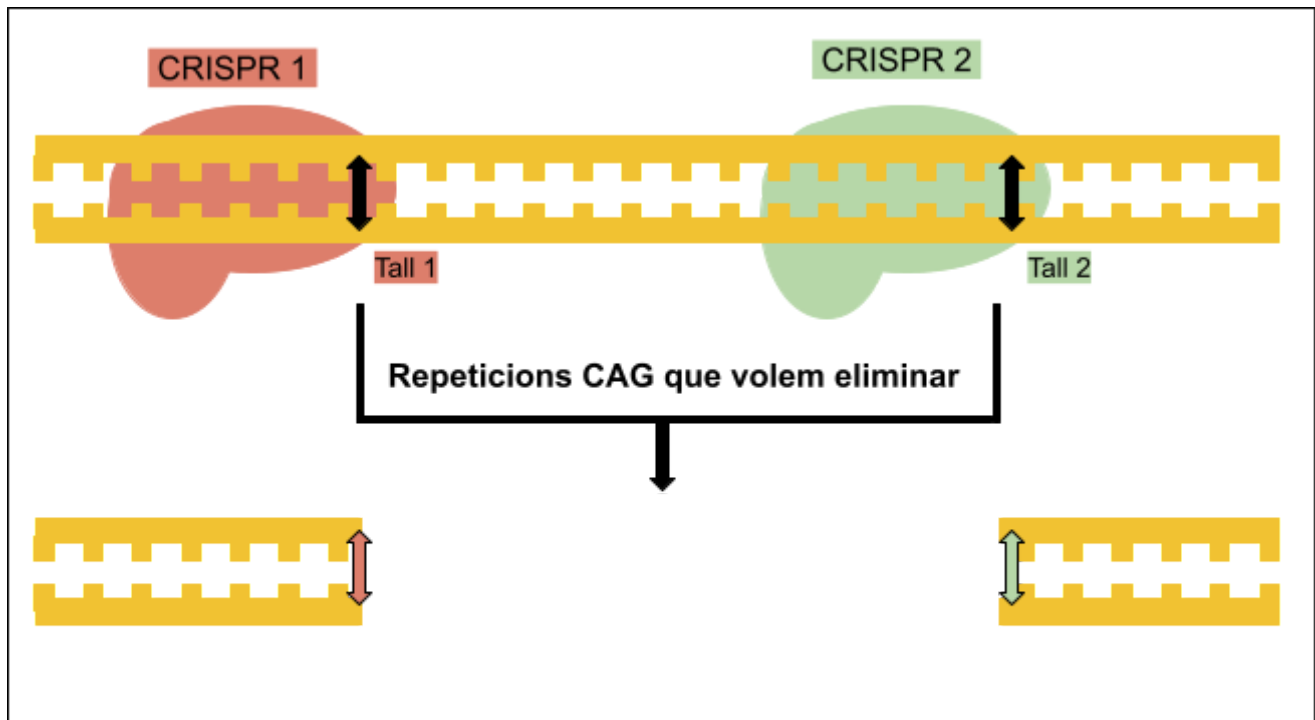 CRISPR 1
CRISPR 2
Tall 1
Tall 2
Repeticions CAG que volem eliminar